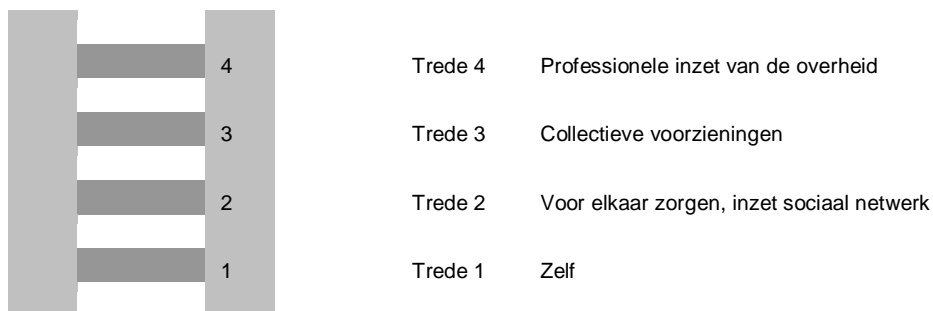 4 Trede 4 Professionele inzet van de overheid
3 Trede 3 Collectieve voorzieningen
2 Trede 2 Voor elkaar zorgen, inzet sociaal netwerk
1 Trede 1 Zelf